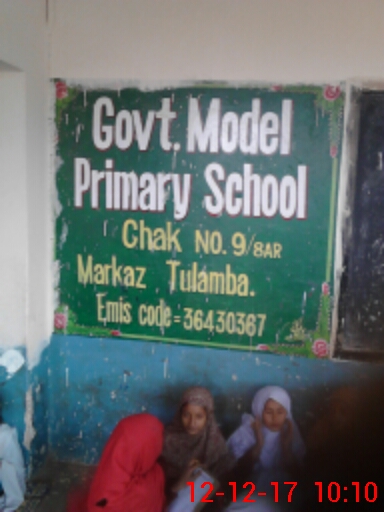 Govt. Model
Primary School
Chak No. 9/8AR
Markaz Tulamba.
Emis code = 36430367
12-12-17 10:10